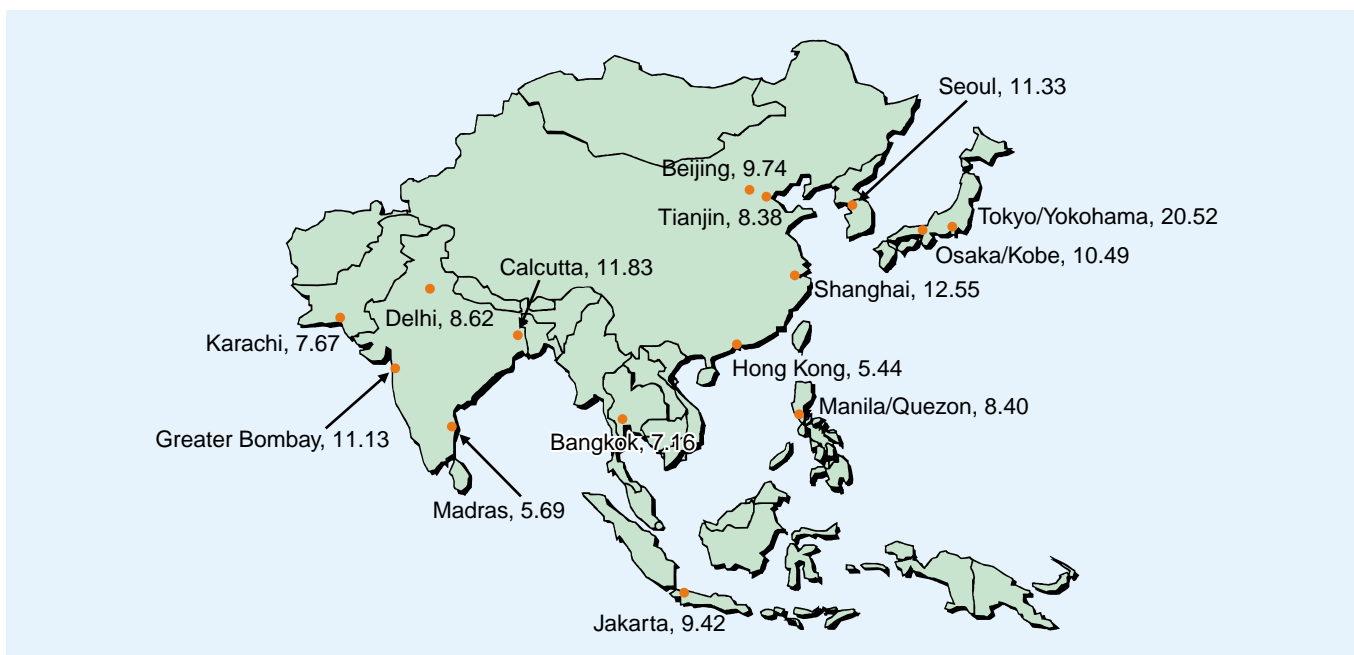 Seoul, 11.33
Beijing, 9.74
Tianjin, 8.38
Tokyo/Yokohama, 20.52
Osaka/Kobe, 10.49
Calcutta, 11.83
Shanghai, 12.55
Delhi, 8.62
Karachi, 7.67
Hong Kong, 5.44
Manila/Quezon, 8.40
Greater Bombay, 11.13
Bangkok, 7.16
Madras, 5.69
Jakarta, 9.42